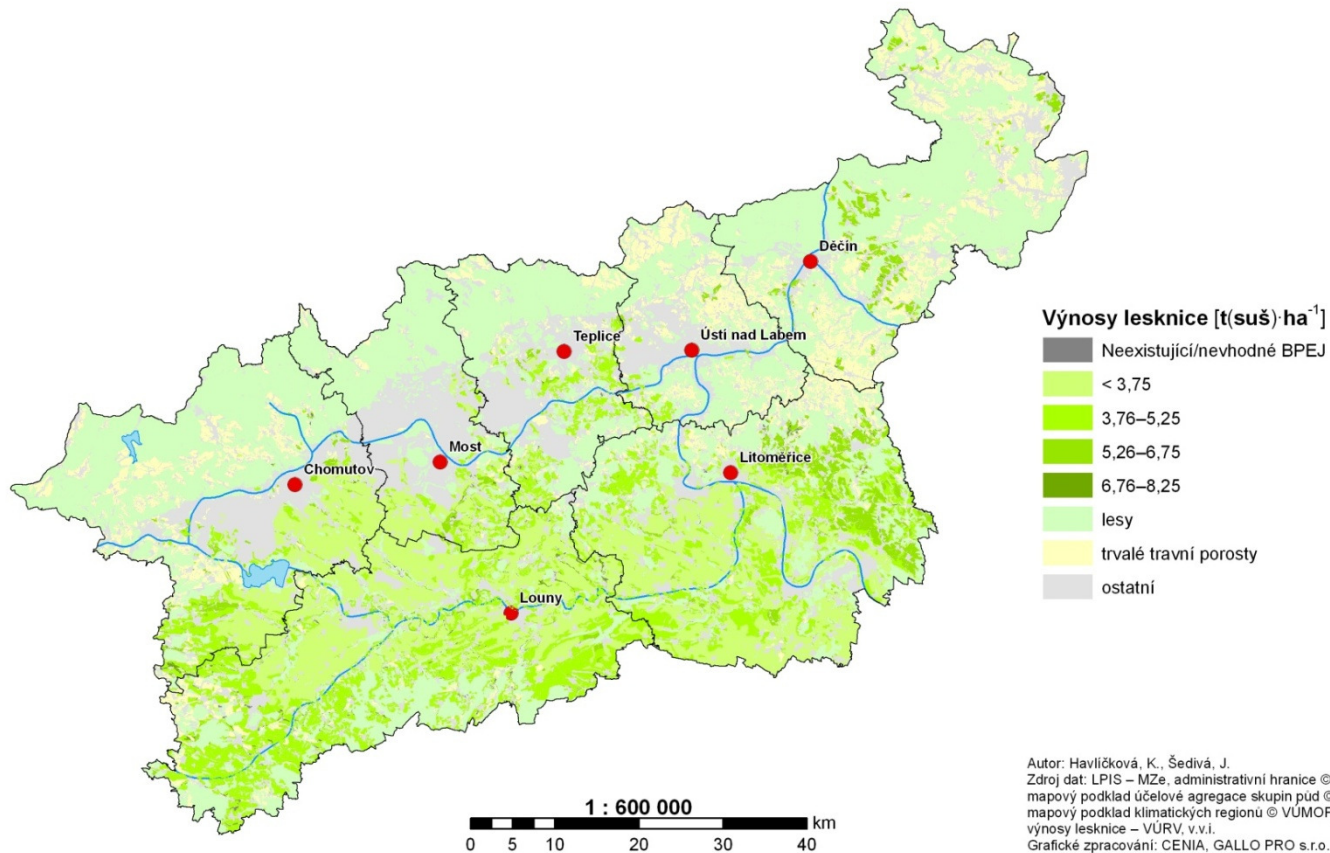 Děčín
Teplice
Ústí nad Labem
Most
Chomutov
Litoměřice
Louny
Výnosy lesknice [t(suš)·ha⁻¹]
Neexistující/nevhodné BPEJ
< 3,75
3,76–5,25
5,26–6,75
6,76–8,25
lesy
trvalé travní porosty
ostatní
1 : 600 000
km
0 5 10 20 30 40
Autor: Havlíčková, K., Šedivá, J.
Zdroj dat: LPIS – MZe, administrativní hranice ©
mapový podklad účelové agregace skupin půd ©
mapový podklad klimatických regionů © VÚMOP
výnosy lesknice – VÚRV, v.v.i.
Grafické zpracování: CENIA, GALLO PRO s.r.o.